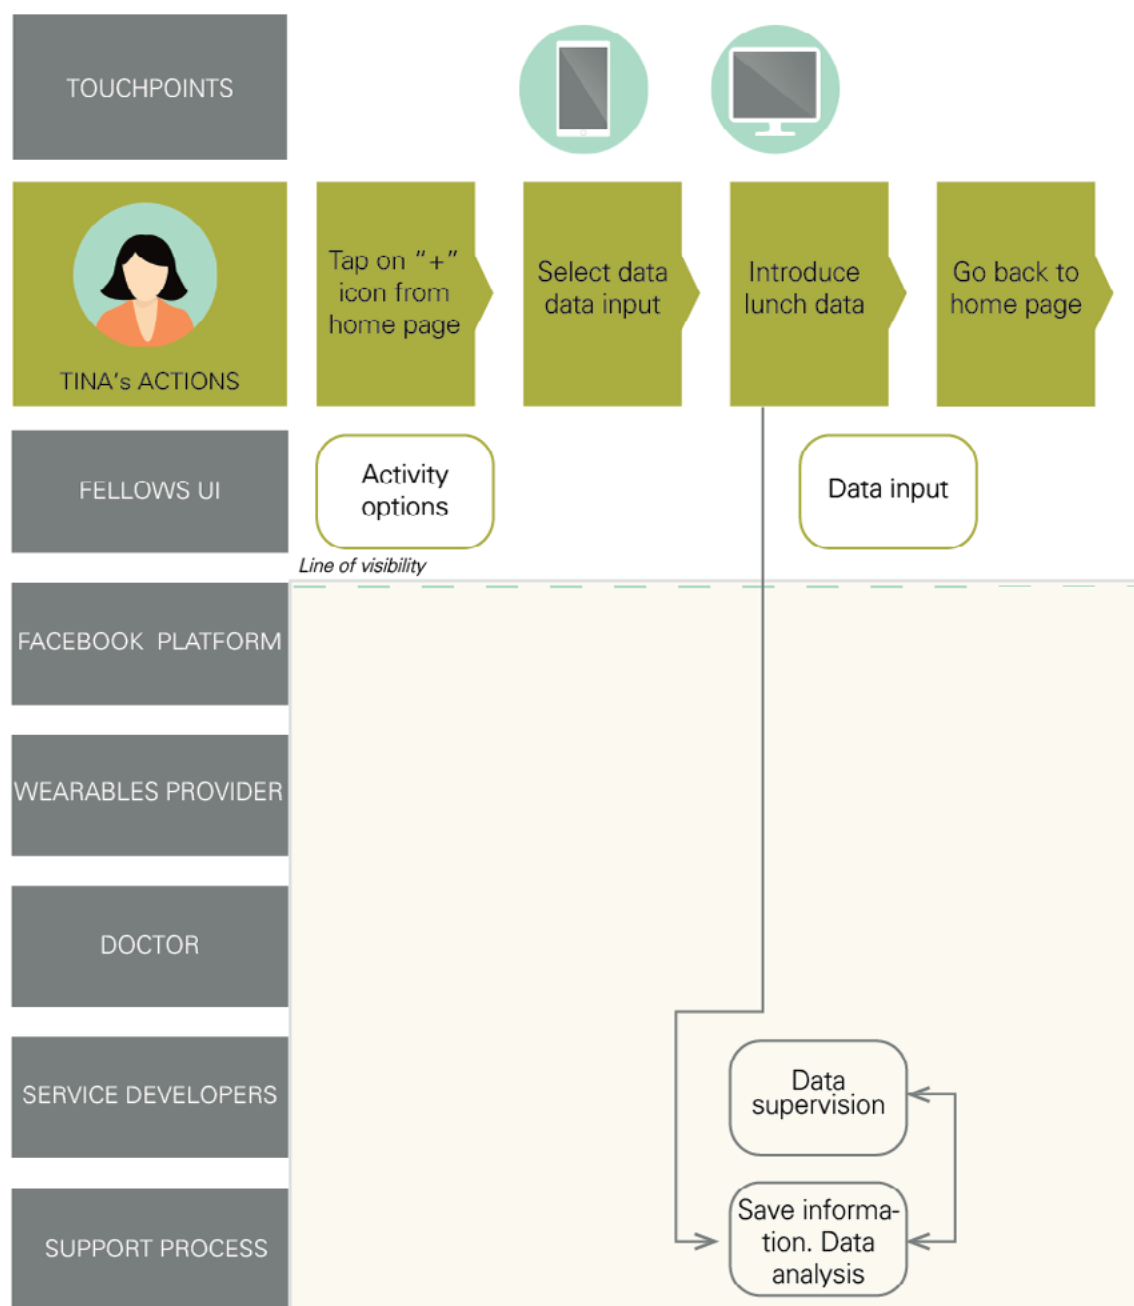 TOUCHPOINTS
TINA's ACTIONS
Tap on "+"
icon from
home page
Select data
data input
Introduce
lunch data
Go back to
home page
FELLOWS UI
Activity
options
Data input
Line of visibility
FACEBOOK PLATFORM
WEARABLES PROVIDER
DOCTOR
SERVICE DEVELOPERS
Data
supervision
SUPPORT PROCESS
Save informa-
tion. Data
analysis